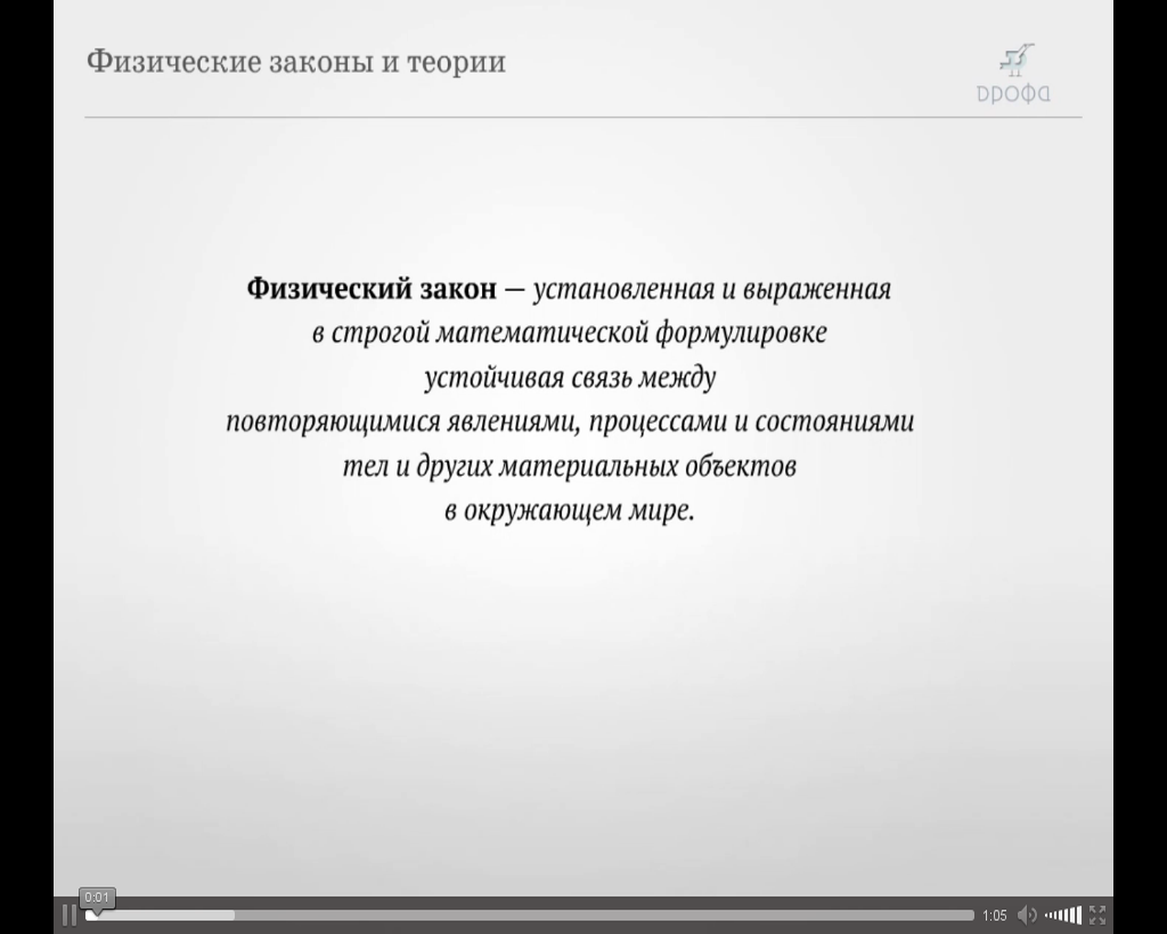 Физические законы и теории
дрофа
Физический закон — установленная и выраженная
в строгой математической формулировке
устойчивая связь между
повторяющимися явлениями, процессами и состояниями
тел и других материальных объектов
в окружающем мире.
0:01
1:05